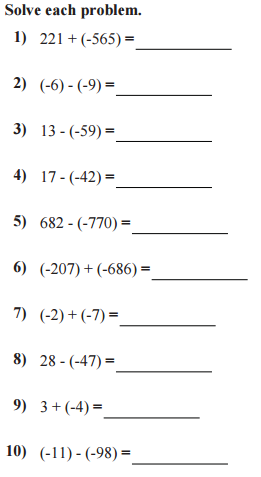 Solve each problem.
1) 221 + (-565) =
2) (-6) - (-9) =
3) 13 - (-59) =
4) 17 - (-42) =
5) 682 - (-770) =
6) (-207) + (-686) =
7) (-2) + (-7) =
8) 28 - (-47) =
9) 3 + (-4) =
10) (-11) - (-98) =